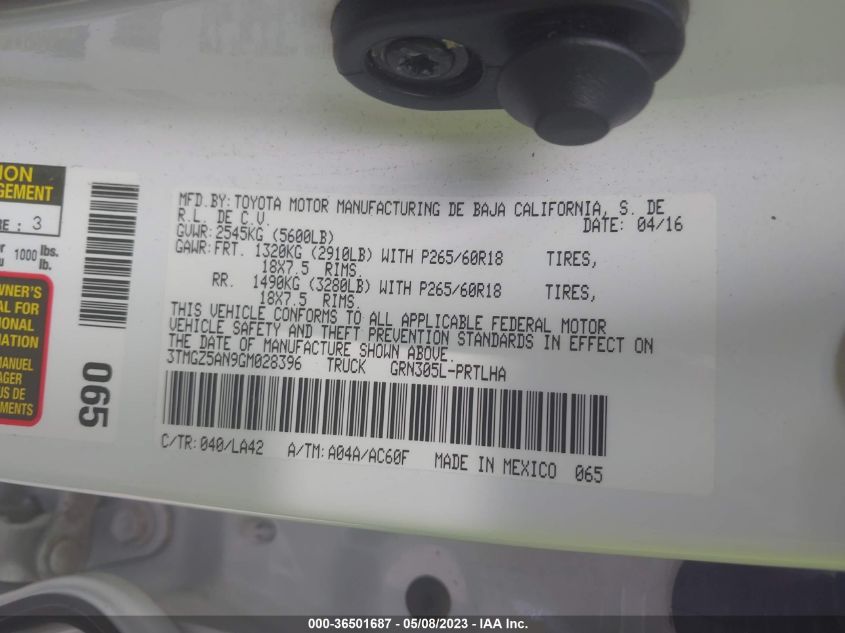 ION
GEMENT
RE : 3
r 1000 lbs.
u lb.
WNER'S
AL FOR
IONAL
ATION
MANUEL
AGER
US DE
MENTS
065
MFD.BY: TOYOTA MOTOR MANUFACTURING DE BAJA CALIFORNIA, S. DE
R.L. DE C.V. DATE: 04/16
GVWR: 2545KG (5600LB)
GAWR: FRT. 1320KG (2910LB) WITH P265/60R18 TIRES,
18X7.5 RIMS.
RR. 1490KG (3280LB) WITH P265/60R18 TIRES,
18X7.5 RIMS.
THIS VEHICLE CONFORMS TO ALL APPLICABLE FEDERAL MOTOR
VEHICLE SAFETY AND THEFT PREVENTION STANDARDS IN EFFECT ON
THE DATE OF MANUFACTURE SHOWN ABOVE.
3TMGZ5AN9GM028396 TRUCK GRN305L-PRTLHA
C/TR: 040/LA42 A/TM: A04A/AC60F MADE IN MEXICO 065
000-36501687 - 05/08/2023 - IAA Inc.